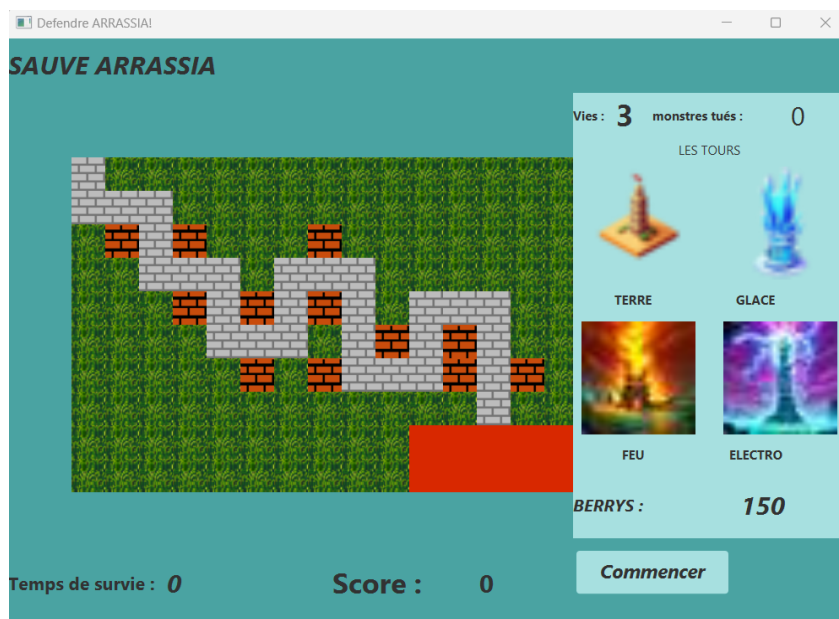 Defendre ARRASSIA!
SAUVE ARRASSIA
Vies : 3 monstres tués : 0
LES TOURS
TERRE GLACE
FEU ELECTRO
BERRYS : 150
Temps de survie : 0 Score : 0 Commencer